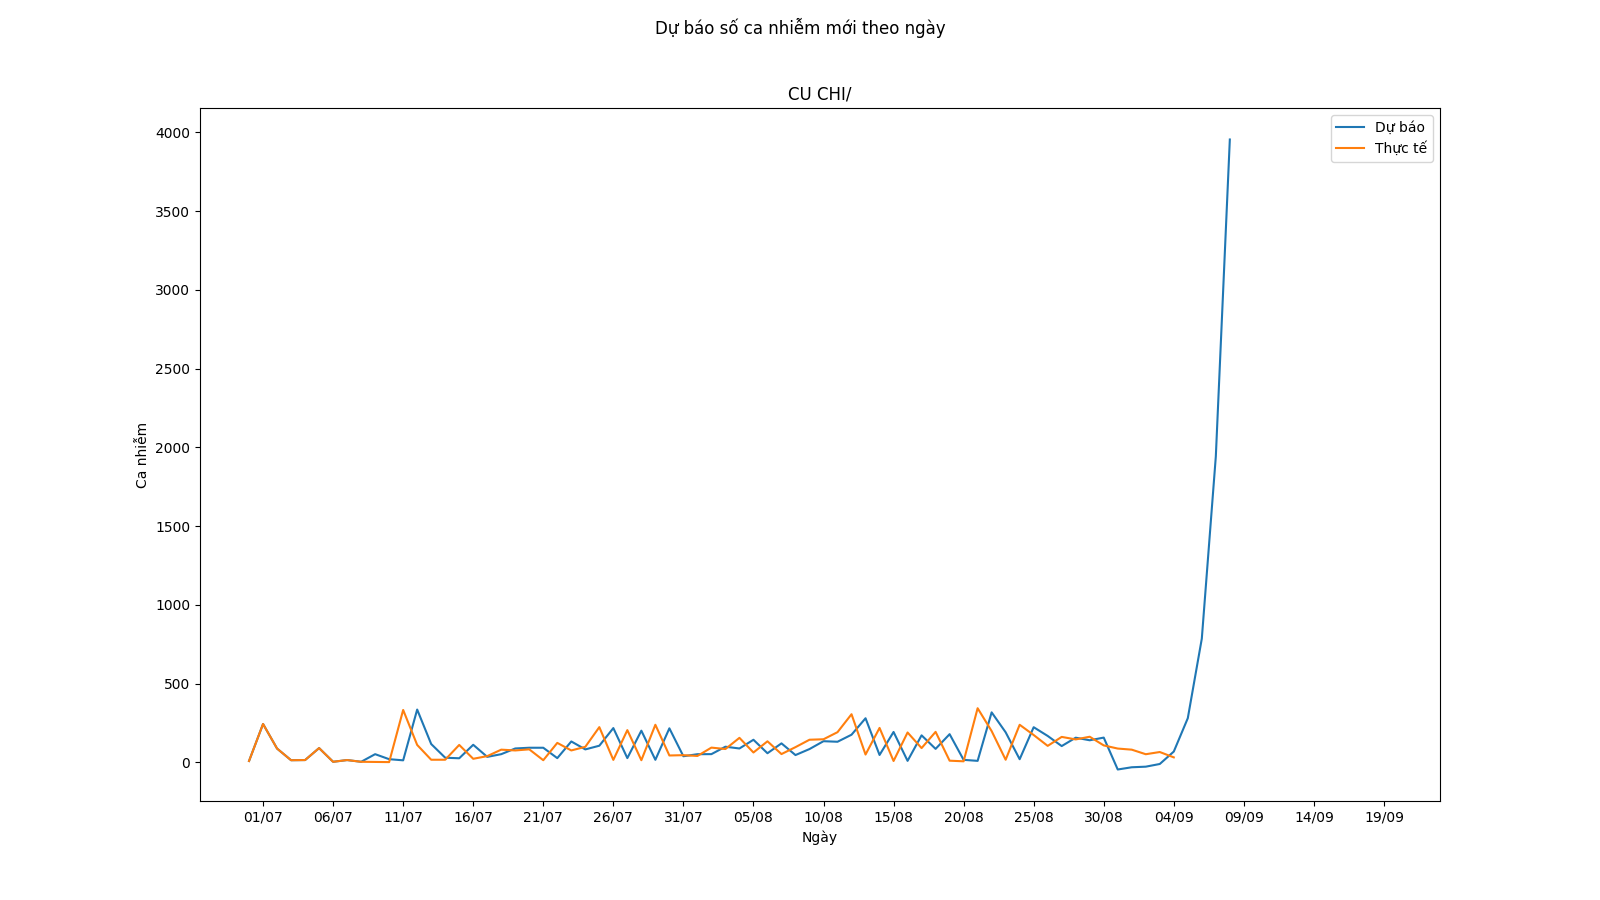 Dự báo số ca nhiễm mới theo ngày
CU CHI/
Dự báo
Thực tế
4000
3500
3000
2500
2000
1500
1000
500
0
Ca nhiễm
01/07 06/07 11/07 16/07 21/07 26/07 31/07 05/08 10/08 15/08 20/08 25/08 30/08 04/09 09/09 14/09 19/09
Ngày